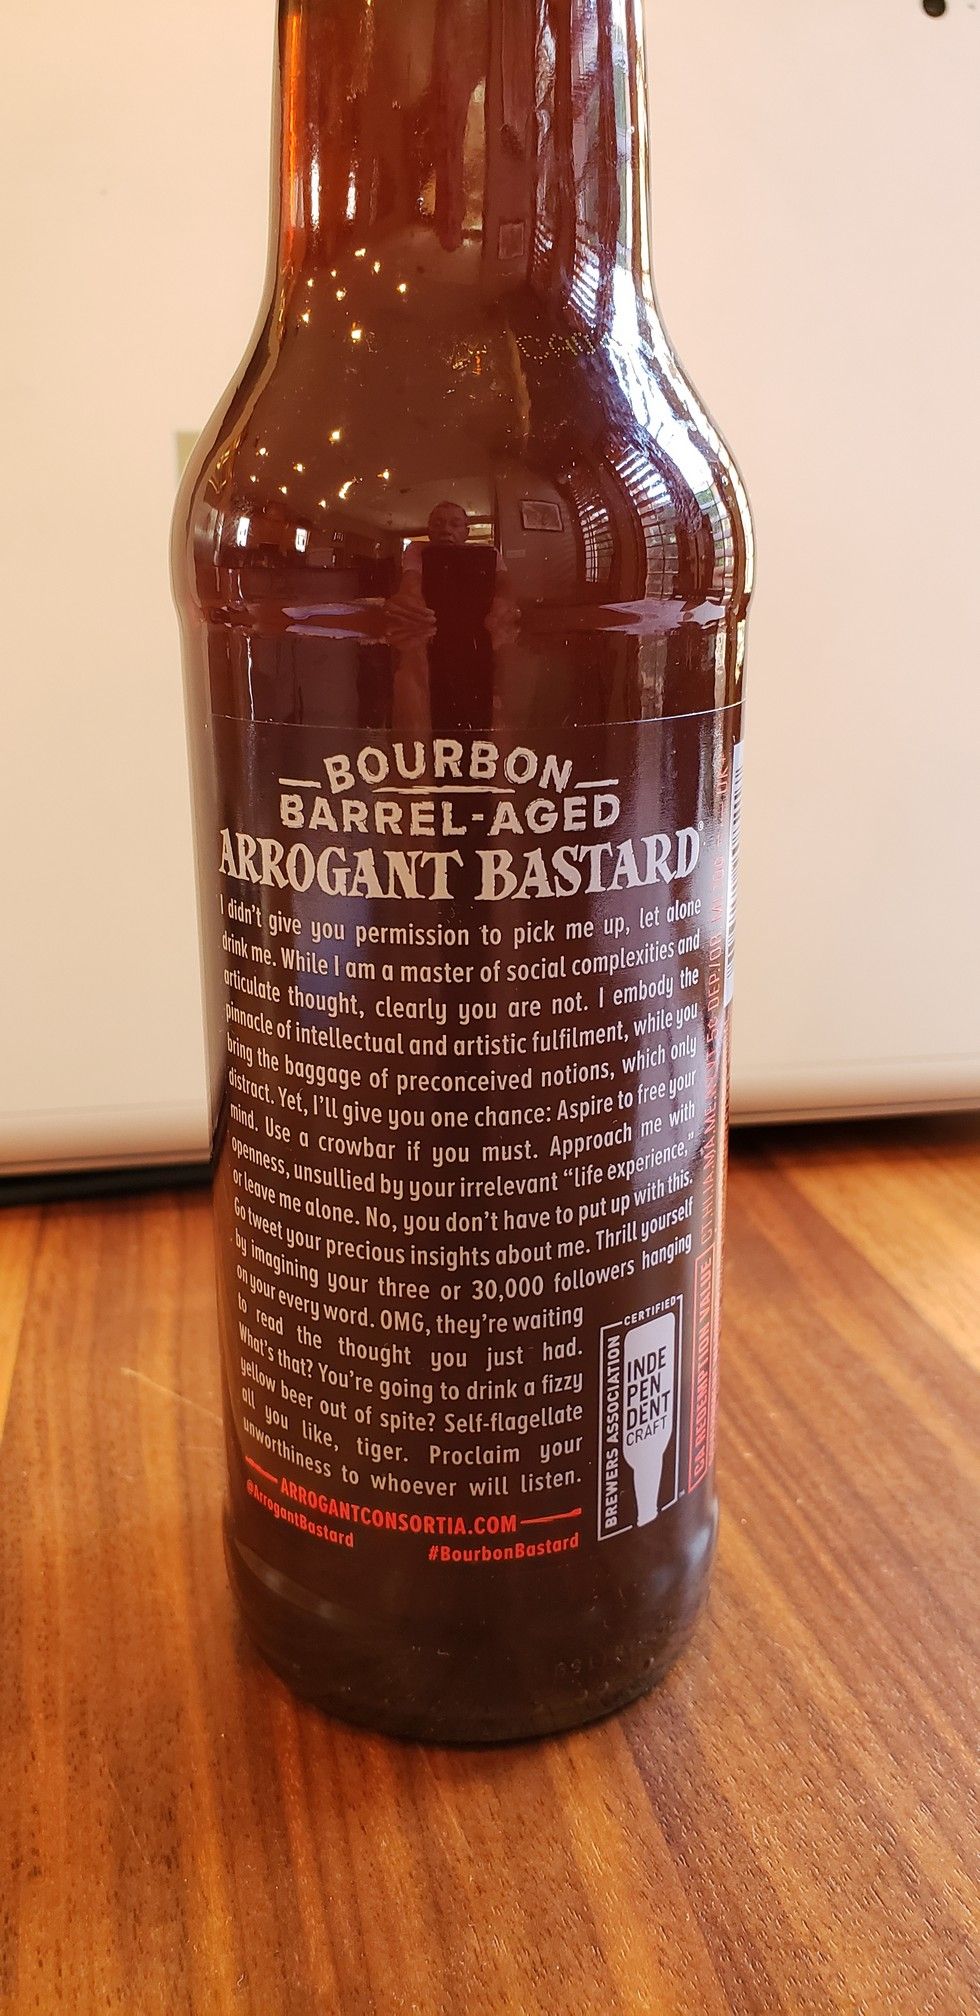 BOURBON
BARREL-AGED
ARROGANT BASTARD®
I didn't give you permission to pick me up, let alone
drink me. While I am a master of social complexities and
articulate thought, clearly you are not. I embody the
pinnacle of intellectual and artistic fulfilment, while you
bring the baggage of preconceived notions, which only
distract. Yet, I'll give you one chance: Aspire to free your
mind. Use a crowbar if you must. Approach me with
openness, unsullied by your irrelevant “life experience,”
or leave me alone. No, you don't have to put up with this.
Go tweet your precious insights about me. Thrill yourself
by imagining your three or 30,000 followers hanging
on your every word. OMG, they're waiting
to read the thought you just had.
What's that? You're going to drink a fizzy
yellow beer out of spite? Self-flagellate
all you like, tiger. Proclaim your
unworthiness to whoever will listen.
ARROGANTCONSORTIA.COM
@ArrogantBastard #BourbonBastard
BREWERS ASSOCIATION
CERTIFIED
INDE
PEN
DENT
CRAFT
™
CA REDEMPTION VALUE